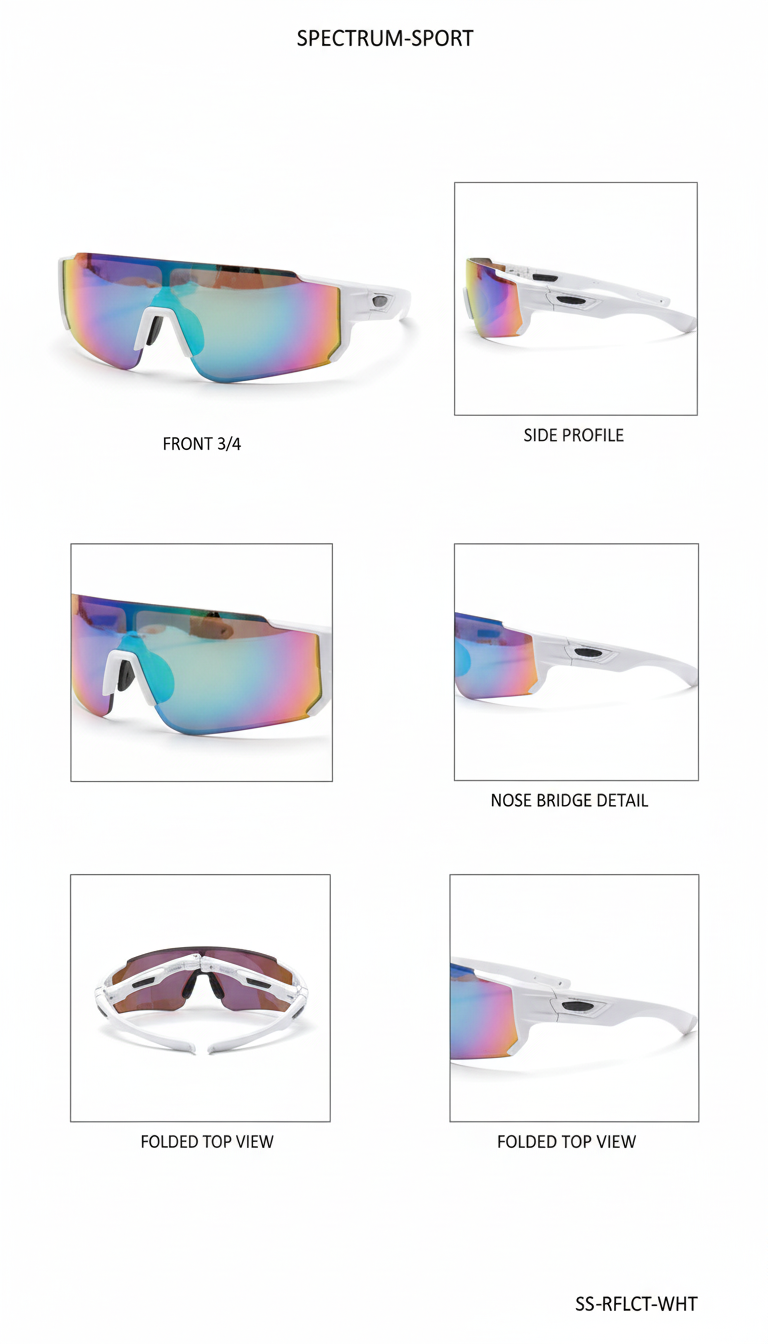 SPECTRUM-SPORT
FRONT 3/4
SIDE PROFILE
NOSE BRIDGE DETAIL
FOLDED TOP VIEW
FOLDED TOP VIEW
SS-RFLCT-WHT